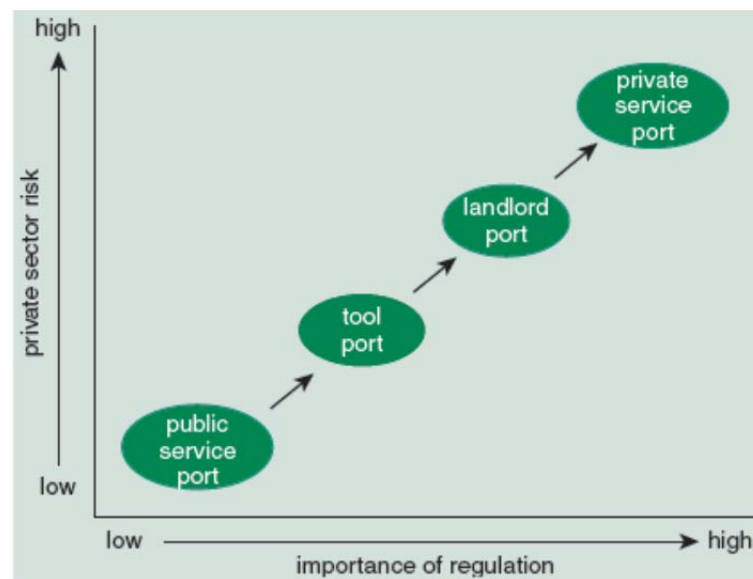 high
private
service
port
landlord
port
private sector risk
tool
port
public
service
port
low
low
high
importance of regulation